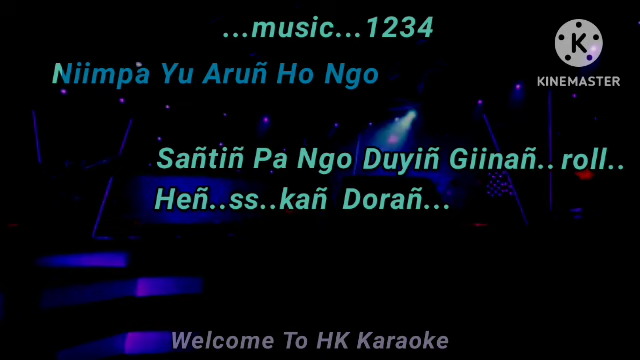 ...music...1234
KINEMASTER
Niimpa Yu Aruñ Ho Ngo
Sañtiñ Pa Ngo Duyiñ Giinañ.. roll..
Heñ..ss..kañ Dorañ...
Welcome To HK Karaoke